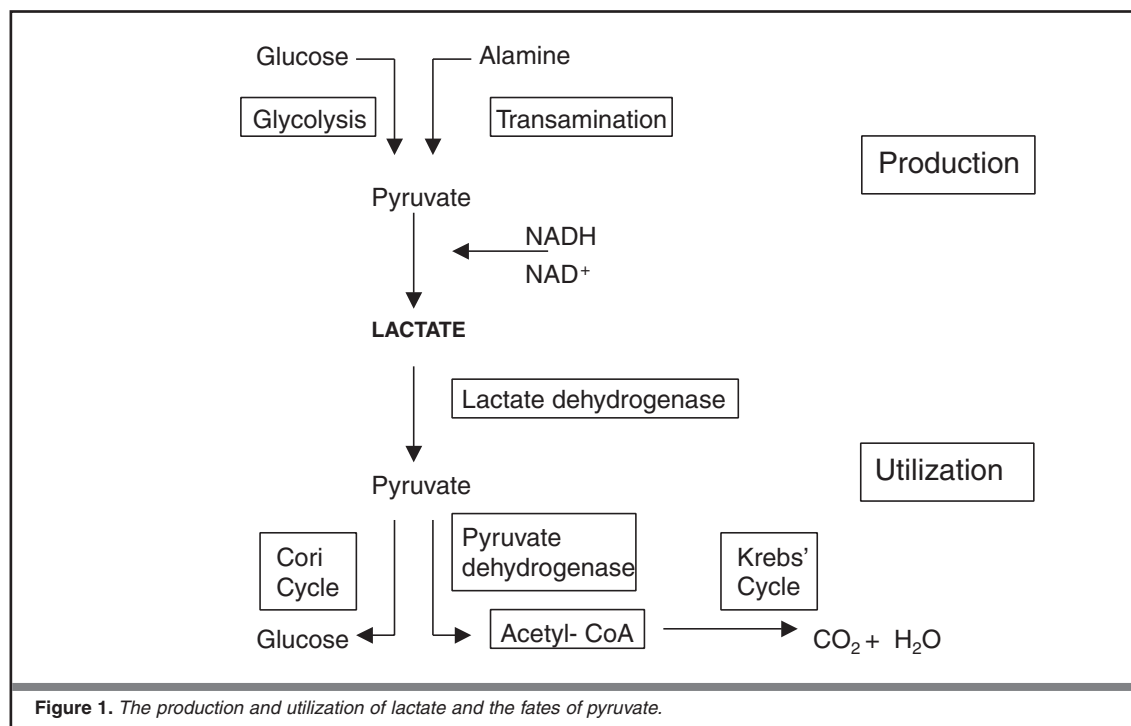 Glucose
Alamine
Glycolysis
Transamination
Production
Pyruvate
NADH
NAD⁺
LACTATE
Lactate dehydrogenase
Utilization
Pyruvate
Cori
Cycle
Pyruvate
dehydrogenase
Krebs'
Cycle
Glucose
Acetyl- CoA
CO₂ + H₂O
Figure 1. The production and utilization of lactate and the fates of pyruvate.